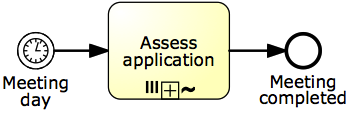 Meeting
day
Assess
application
Meeting
completed